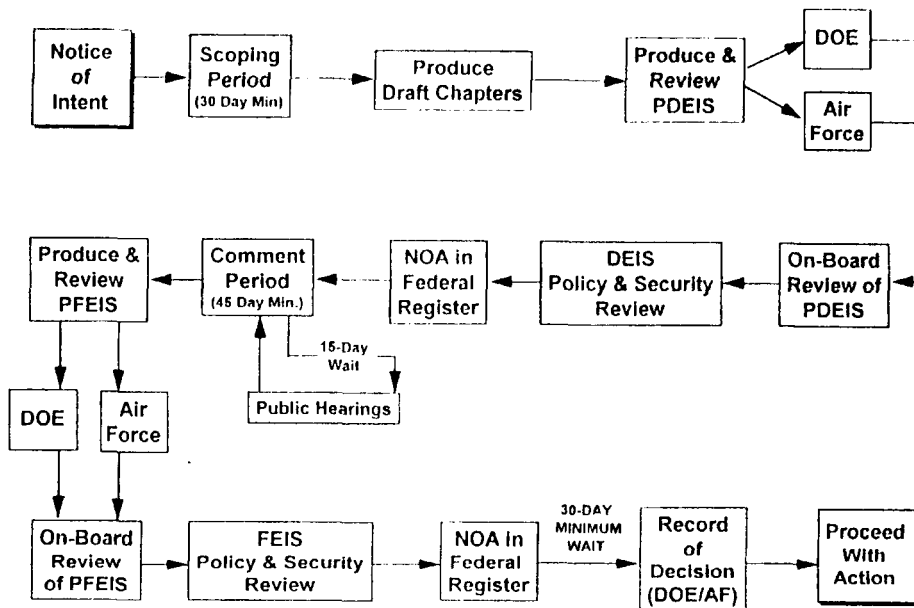 Notice
of
Intent
Scoping
Period
(30 Day Min)
Produce
Draft Chapters
Produce &
Review
PDEIS
DOE
Air
Force
On-Board
Review of
PDEIS
DEIS
Policy & Security
Review
NOA in
Federal
Register
Comment
Period
(45 Day Min.)
15-Day
Wait
Public Hearings
Produce &
Review
PFEIS
DOE
Air
Force
On-Board
Review
of PFEIS
FEIS
Policy & Security
Review
NOA in
Federal
Register
30-DAY
MINIMUM
WAIT
Record
of
Decision
(DOE/AF)
Proceed
With
Action